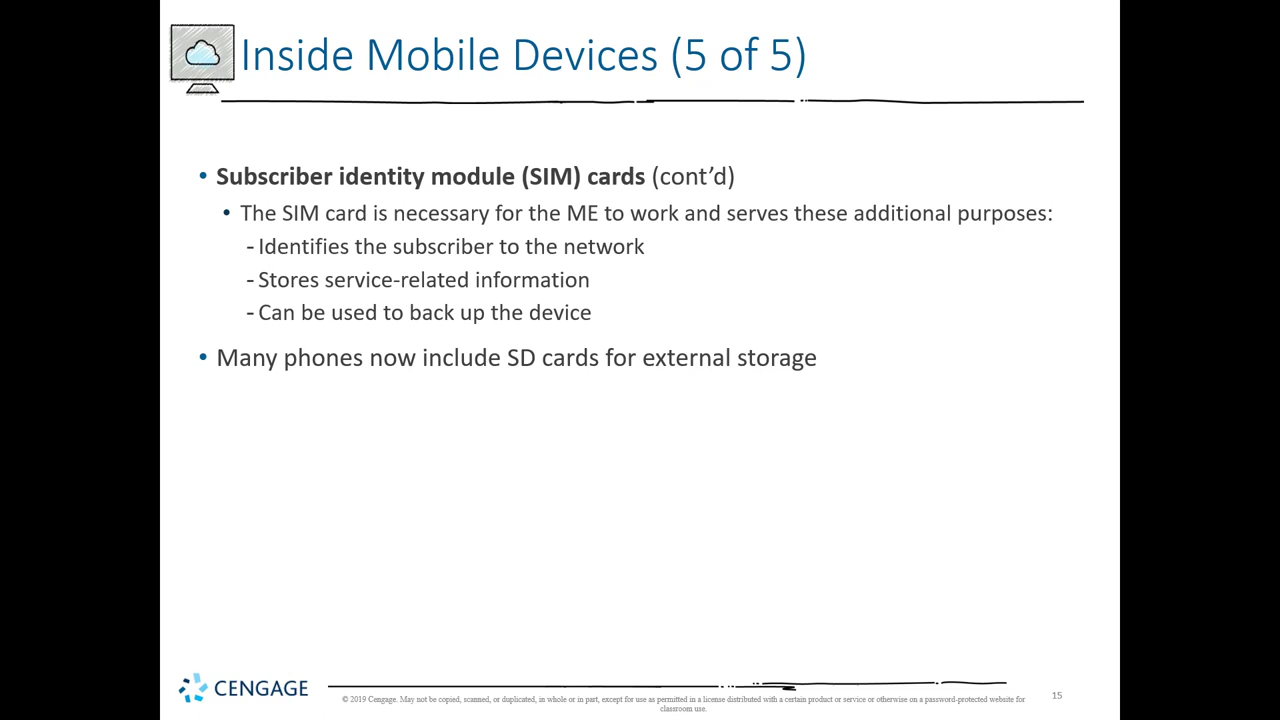 Inside Mobile Devices (5 of 5)
• Subscriber identity module (SIM) cards (cont’d)
• The SIM card is necessary for the ME to work and serves these additional purposes:
- Identifies the subscriber to the network
- Stores service-related information
- Can be used to back up the device
• Many phones now include SD cards for external storage
CENGAGE
© 2019 Cengage. May not be copied, scanned, or duplicated, in whole or in part, except for use as permitted in a license distributed with a certain product or service or otherwise on a password-protected website for
classroom use.
15